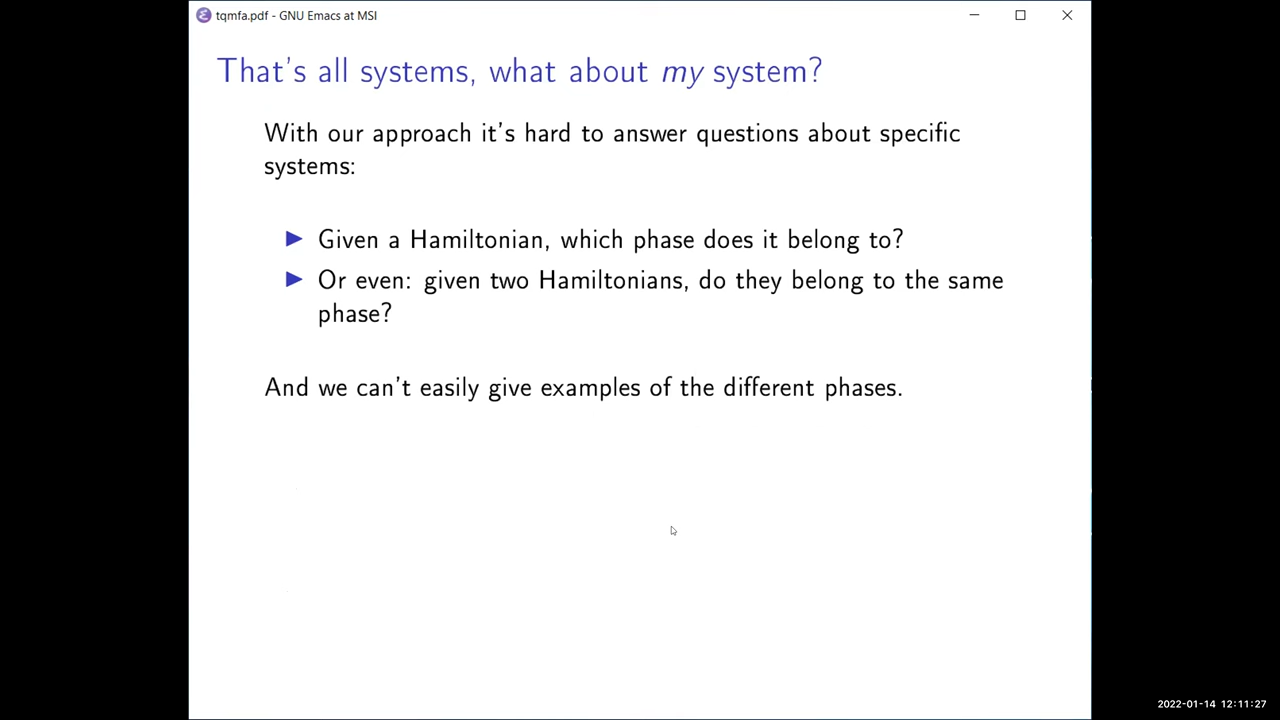 tqmfa.pdf - GNU Emacs at MSI
That's all systems, what about my system?
With our approach it's hard to answer questions about specific
systems:
▶ Given a Hamiltonian, which phase does it belong to?
▶ Or even: given two Hamiltonians, do they belong to the same
phase?
And we can't easily give examples of the different phases.
2022-01-14 12:11:27